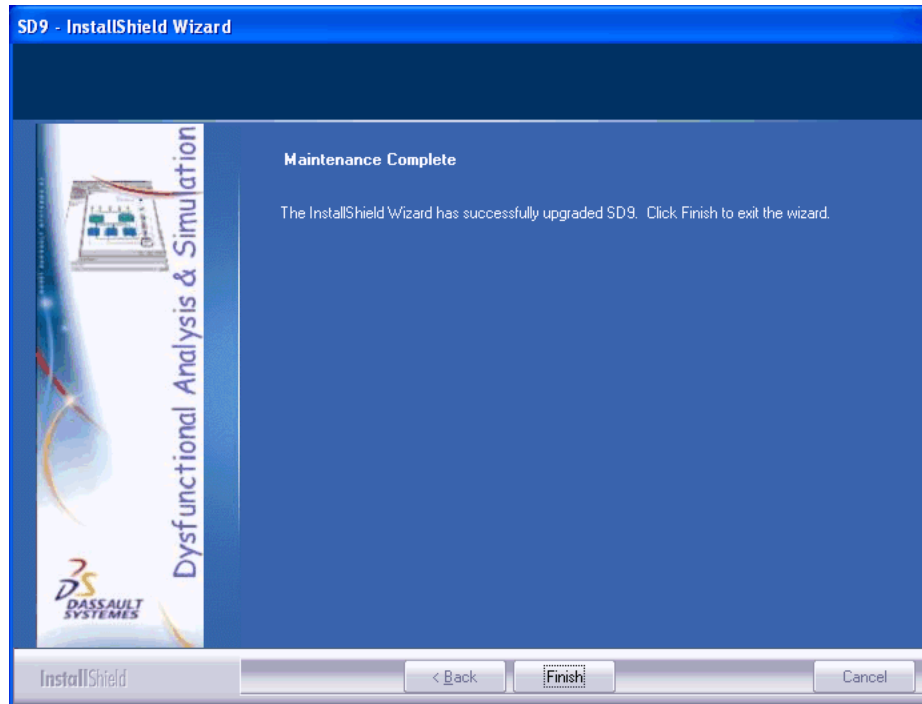 SD9 - InstallShield Wizard
Dysfunctional Analysis & Simulation
DASSAULT
SYSTEMES
Maintenance Complete
The InstallShield Wizard has successfully upgraded SD9. Click Finish to exit the wizard.
InstallShield
< Back
Finish
Cancel